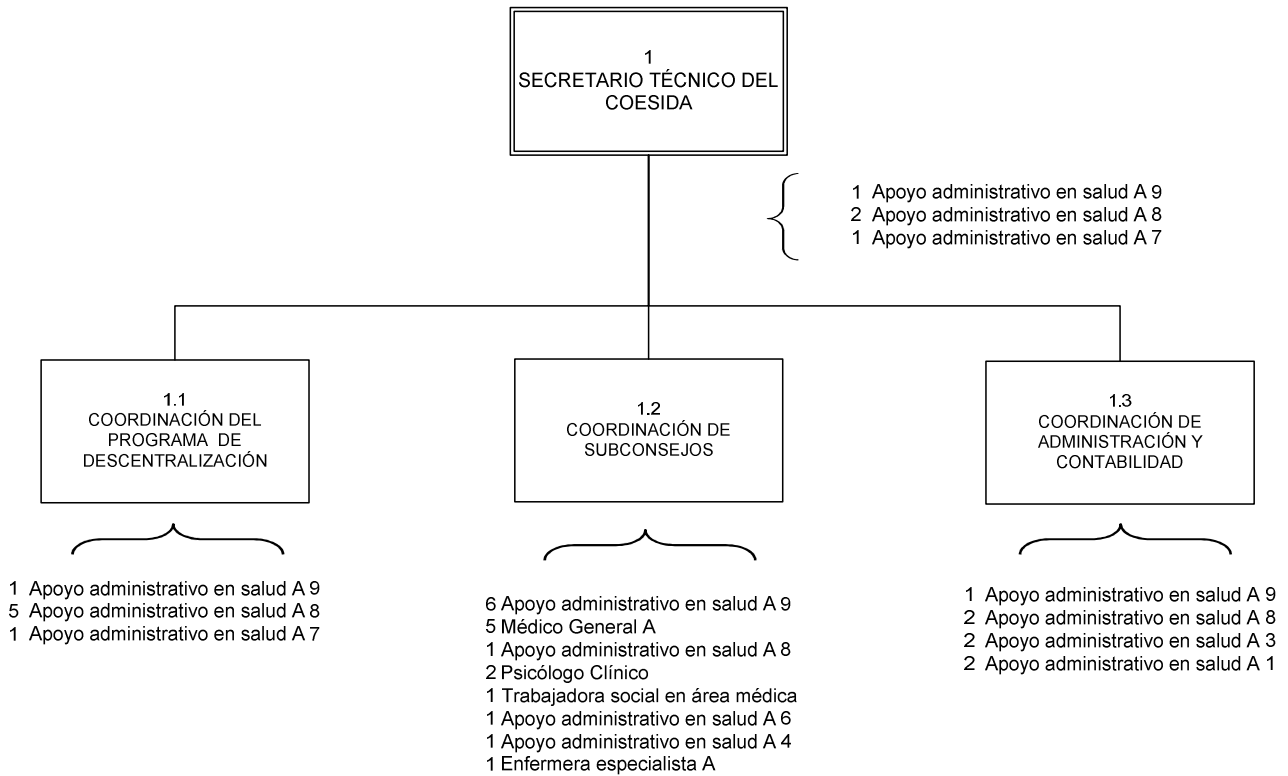 1
SECRETARIO TÉCNICO DEL
COESIDA
1 Apoyo administrativo en salud A 9
2 Apoyo administrativo en salud A 8
1 Apoyo administrativo en salud A 7
1.1
COORDINACIÓN DEL
PROGRAMA DE
DESCENTRALIZACIÓN
1 Apoyo administrativo en salud A 9
5 Apoyo administrativo en salud A 8
1 Apoyo administrativo en salud A 7
1.2
COORDINACIÓN DE
SUBCONSEJOS
6 Apoyo administrativo en salud A 9
5 Médico General A
1 Apoyo administrativo en salud A 8
2 Psicólogo Clínico
1 Trabajadora social en área médica
1 Apoyo administrativo en salud A 6
1 Apoyo administrativo en salud A 4
1 Enfermera especialista A
1.3
COORDINACIÓN DE
ADMINISTRACIÓN Y
CONTABILIDAD
1 Apoyo administrativo en salud A 9
2 Apoyo administrativo en salud A 8
2 Apoyo administrativo en salud A 3
2 Apoyo administrativo en salud A 1